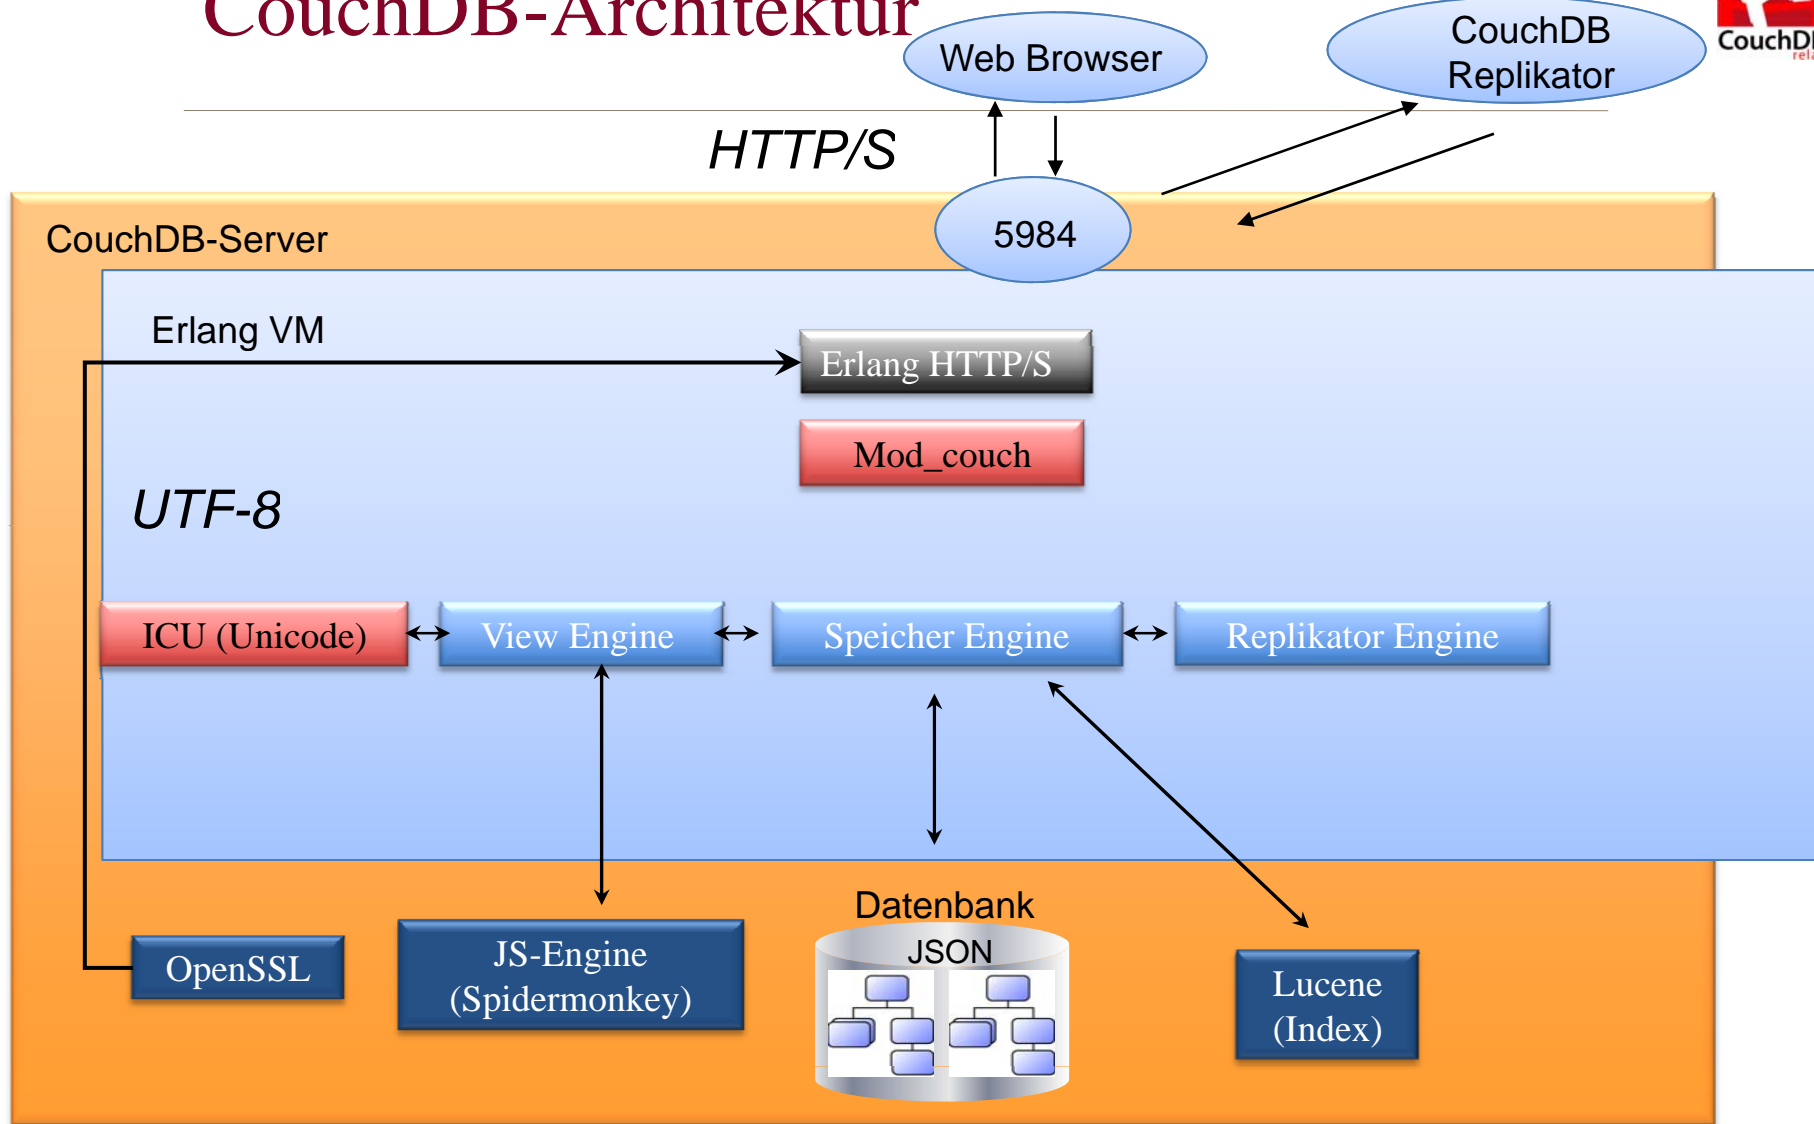 CouchDB-Architektur
Web Browser
CouchDB
Replikator
CouchDB
HTTP/S
CouchDB-Server
5984
Erlang VM
Erlang HTTP/S
Mod_couch
UTF-8
ICU (Unicode)
View Engine
Speicher Engine
Replikator Engine
Datenbank
JSON
OpenSSL
JS-Engine
(Spidermonkey)
Lucene
(Index)